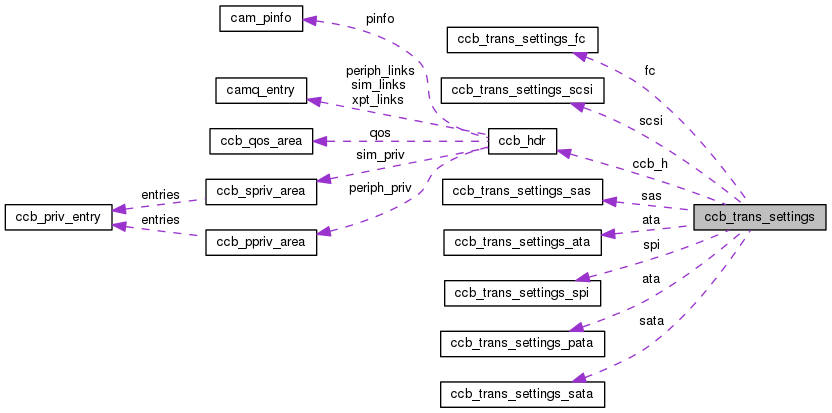 cam_pinfo
pinfo
ccb_trans_settings_fc
fc
periph_links
sim_links
xpt_links
camq_entry
ccb_trans_settings_scsi
scsi
qos
ccb_qos_area
ccb_hdr
sim_priv
ccb_h
periph_priv
entries
ccb_spriv_area
ccb_trans_settings_sas
sas
ccb_priv_entry
entries
ccb_trans_settings
ata
ccb_ppriv_area
ccb_trans_settings_ata
spi
ata
ccb_trans_settings_spi
sata
ccb_trans_settings_pata
ccb_trans_settings_sata